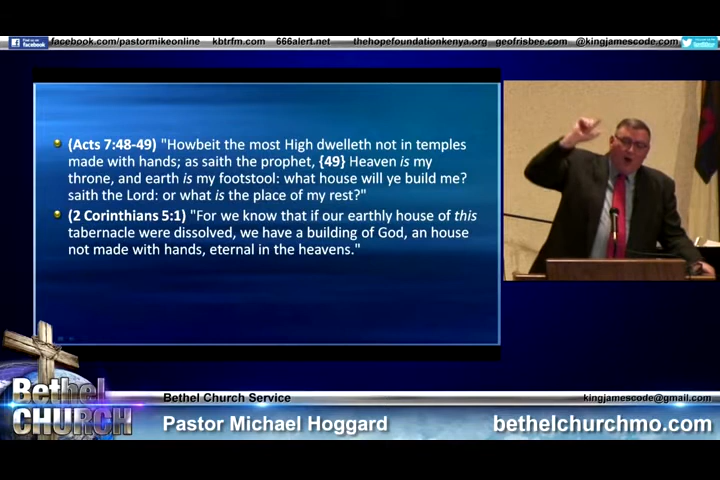 Find us on facebook
facebook.com/pastormikeonline kbtrfm.com 666alert.net thehopefoundationkenya.org geofrisbee.com @kingjamescode.com
(Acts 7:48-49) "Howbeit the most High dwelleth not in temples
made with hands; as saith the prophet, {49} Heaven is my
throne, and earth is my footstool: what house will ye build me?
saith the Lord: or what is the place of my rest?"
(2 Corinthians 5:1) "For we know that if our earthly house of this
tabernacle were dissolved, we have a building of God, an house
not made with hands, eternal in the heavens."
Bethel
CHURCH
Bethel Church Service kingjamescode@gmail.com
Pastor Michael Hoggard bethelchurchmo.com